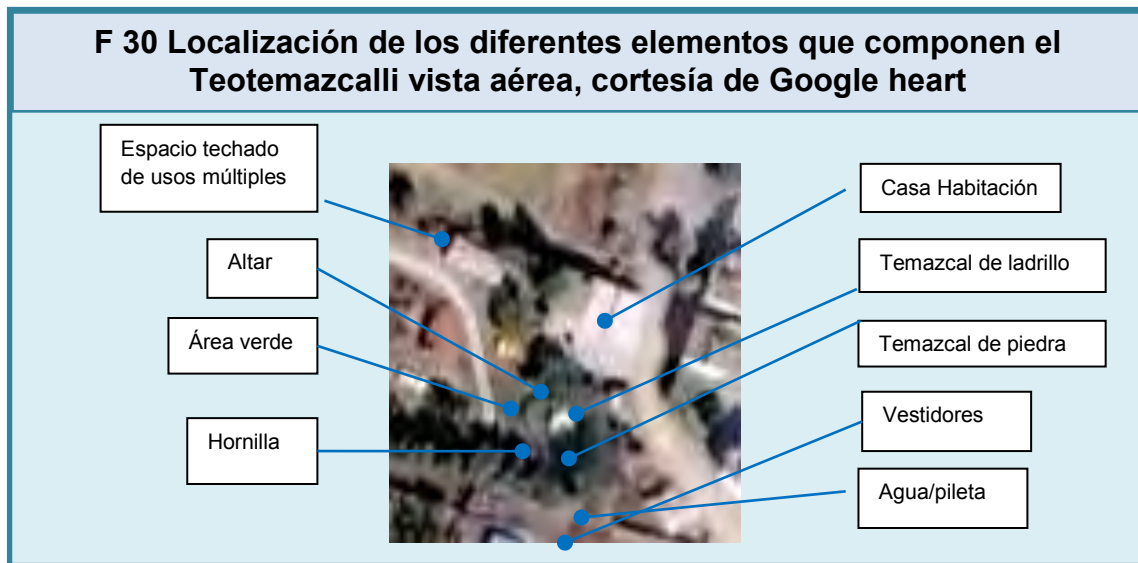 F 30 Localización de los diferentes elementos que componen el
Teotemazcalli vista aérea, cortesía de Google heart
Espacio techado
de usos múltiples
Altar
Área verde
Hornilla
Casa Habitación
Temazcal de ladrillo
Temazcal de piedra
Vestidores
Agua/pileta